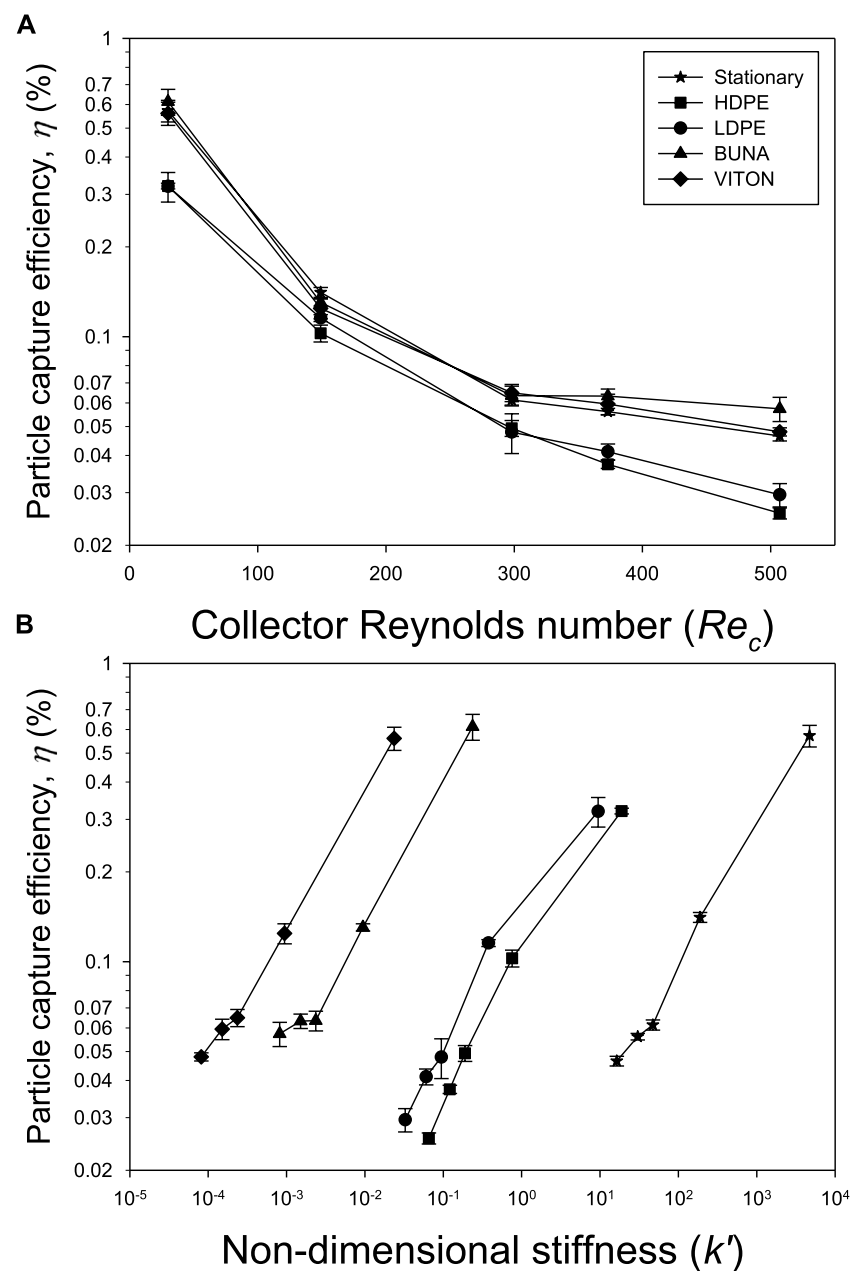 A
Particle capture efficiency, η (%)
1
0.7
0.6
0.5
0.4
0.3
0.2
0.1
0.07
0.06
0.05
0.04
0.03
0.02
Stationary
HDPE
LDPE
BUNA
VITON
0 100 200 300 400 500
Collector Reynolds number (Re_c)
B
Particle capture efficiency, η (%)
1
0.7
0.6
0.5
0.4
0.3
0.2
0.1
0.07
0.06
0.05
0.04
0.03
0.02
10⁻⁵ 10⁻⁴ 10⁻³ 10⁻² 10⁻¹ 10⁰ 10¹ 10² 10³ 10⁴
Non-dimensional stiffness (k')